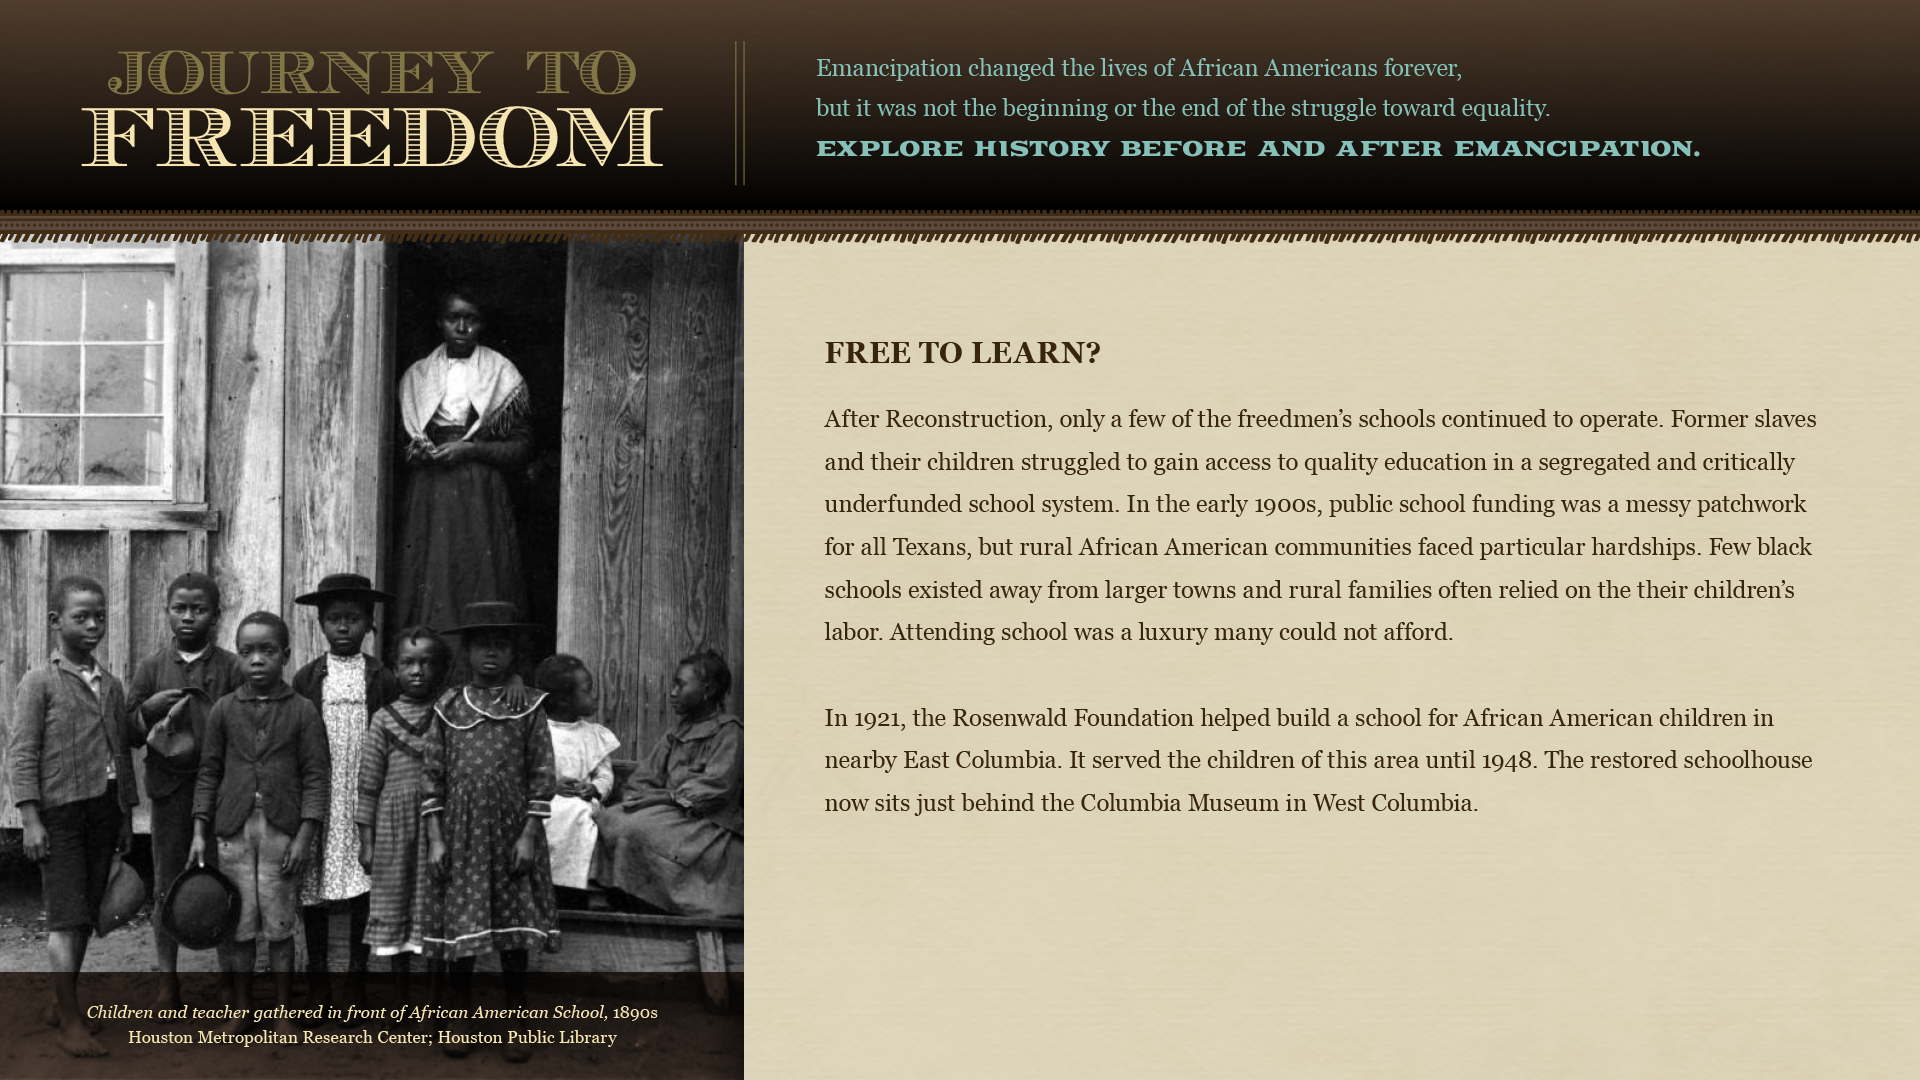 JOURNEY TO
FREEDOM
Emancipation changed the lives of African Americans forever,
but it was not the beginning or the end of the struggle toward equality.
EXPLORE HISTORY BEFORE AND AFTER EMANCIPATION.
FREE TO LEARN?
After Reconstruction, only a few of the freedmen’s schools continued to operate. Former slaves
and their children struggled to gain access to quality education in a segregated and critically
underfunded school system. In the early 1900s, public school funding was a messy patchwork
for all Texans, but rural African American communities faced particular hardships. Few black
schools existed away from larger towns and rural families often relied on the their children’s
labor. Attending school was a luxury many could not afford.
In 1921, the Rosenwald Foundation helped build a school for African American children in
nearby East Columbia. It served the children of this area until 1948. The restored schoolhouse
now sits just behind the Columbia Museum in West Columbia.
Children and teacher gathered in front of African American School, 1890s
Houston Metropolitan Research Center; Houston Public Library